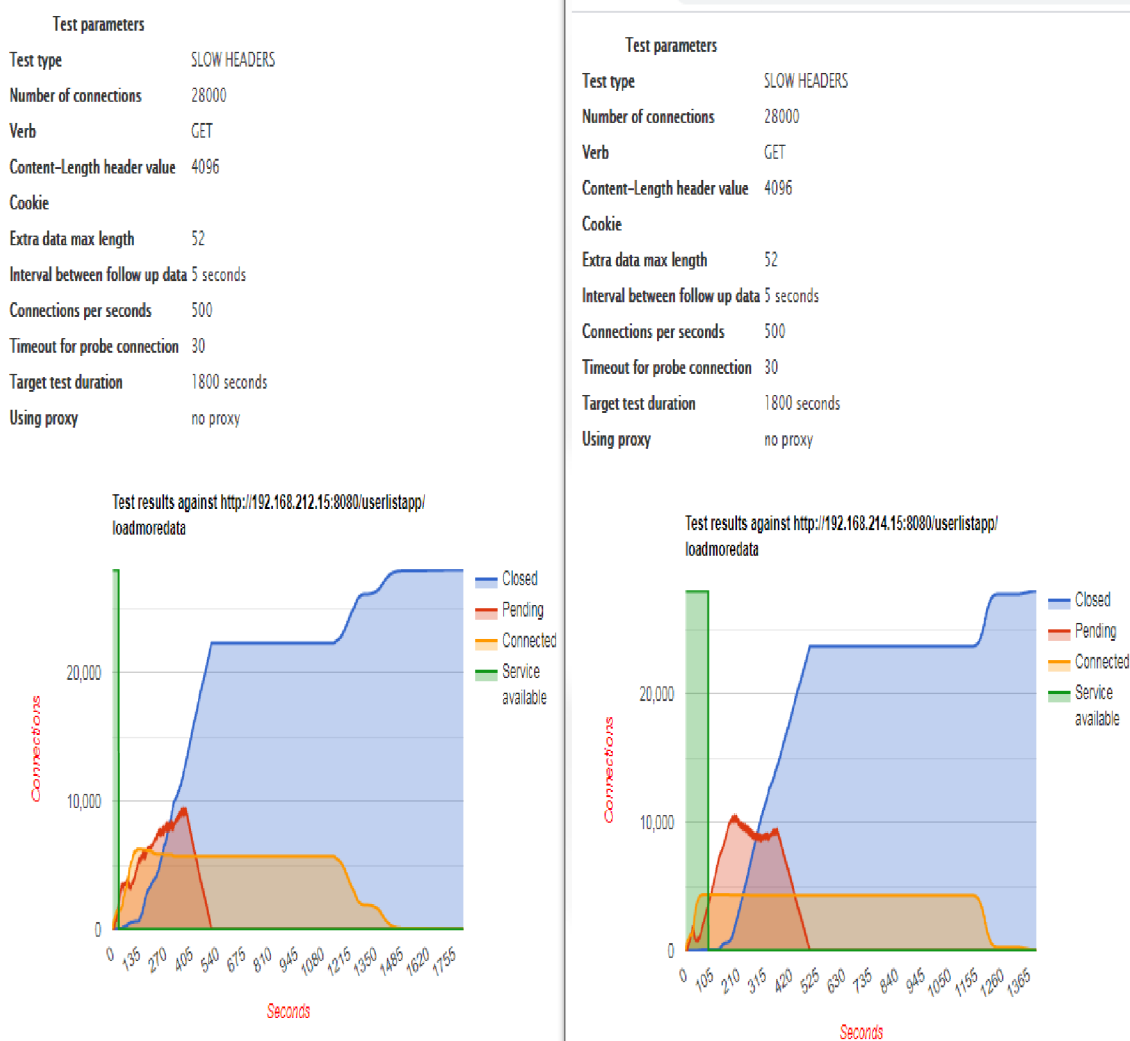 Test parameters
Test type SLOW HEADERS
Number of connections 28000
Verb GET
Content-Length header value 4096
Cookie
Extra data max length 52
Interval between follow up data 5 seconds
Connections per seconds 500
Timeout for probe connection 30
Target test duration 1800 seconds
Using proxy no proxy
Test results against http://192.168.212.15:8080/userlistapp/
loadmoredata
Closed
Pending
Connected
Service
available
20,000
10,000
0
Connections
0 135 270 405 540 675 810 945 1080 1215 1350 1485 1620 1755
Seconds
Test parameters
Test type SLOW HEADERS
Number of connections 28000
Verb GET
Content-Length header value 4096
Cookie
Extra data max length 52
Interval between follow up data 5 seconds
Connections per seconds 500
Timeout for probe connection 30
Target test duration 1800 seconds
Using proxy no proxy
Test results against http://192.168.214.15:8080/userlistapp/
loadmoredata
Closed
Pending
Connected
Service
available
20,000
10,000
0
Connections
0 105 210 315 420 525 630 735 840 945 1050 1155 1260 1365
Seconds